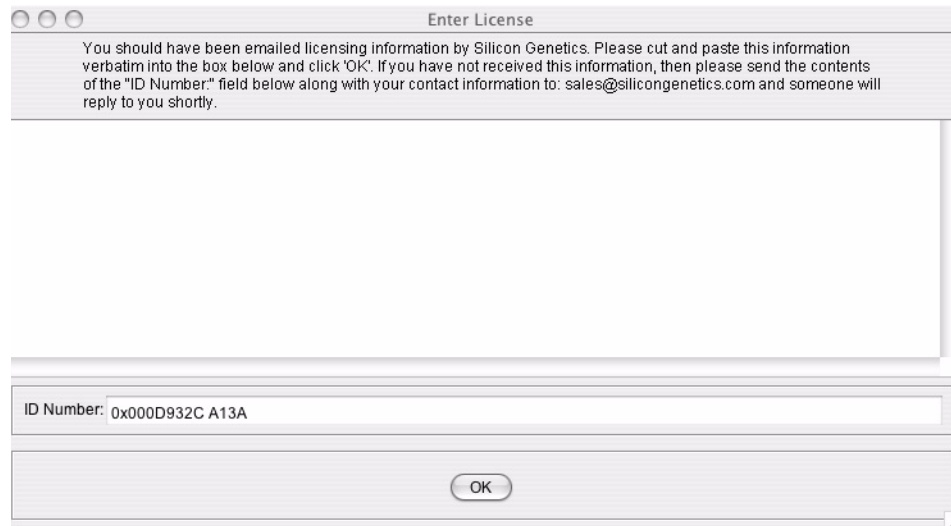 Enter License
You should have been emailed licensing information by Silicon Genetics. Please cut and paste this information
verbatim into the box below and click 'OK'. If you have not received this information, then please send the contents
of the "ID Number:" field below along with your contact information to: sales@silicongenetics.com and someone will
reply to you shortly.
ID Number: 0x000D932C A13A
OK